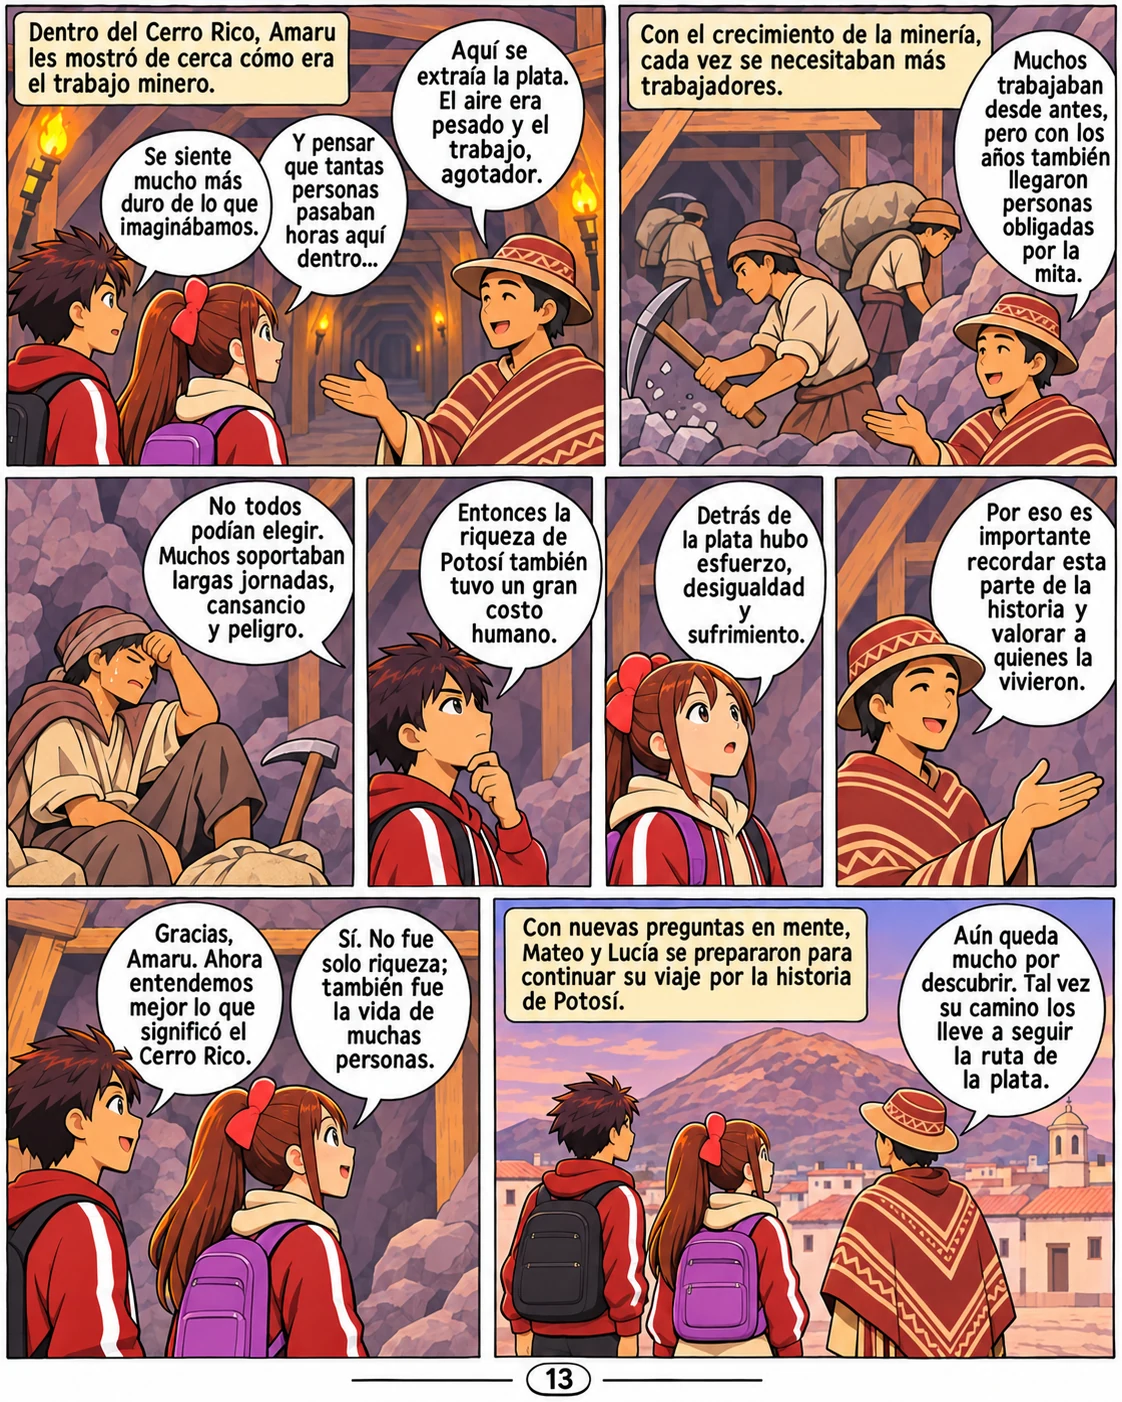 Dentro del Cerro Rico, Amaru
les mostró de cerca cómo era
el trabajo minero.
Se siente
mucho más
duro de lo que
imaginábamos.
Y pensar
que tantas
personas
pasaban
horas aquí
dentro...
Aquí se
extraía la plata.
El aire era
pesado y el
trabajo,
agotador.
Con el crecimiento de la minería,
cada vez se necesitaban más
trabajadores.
Muchos
trabajaban
desde antes,
pero con los
años también
llegaron
personas
obligadas
por la
mita.
No todos
podían elegir.
Muchos soportaban
largas jornadas,
cansancio
y peligro.
Entonces la
riqueza de
Potosí también
tuvo un gran
costo
humano.
Detrás de
la plata hubo
esfuerzo,
desigualdad
y
sufrimiento.
Por eso es
importante
recordar esta
parte de la
historia y
valorar a
quienes la
vivieron.
Gracias,
Amaru. Ahora
entendemos
mejor lo que
significó el
Cerro Rico.
Sí. No fue
solo riqueza;
también fue
la vida de
muchas
personas.
Con nuevas preguntas en mente,
Mateo y Lucía se prepararon para
continuar su viaje por la historia
de Potosí.
Aún queda
mucho por
descubrir. Tal vez
su camino los
lleve a seguir
la ruta de
la plata.
13